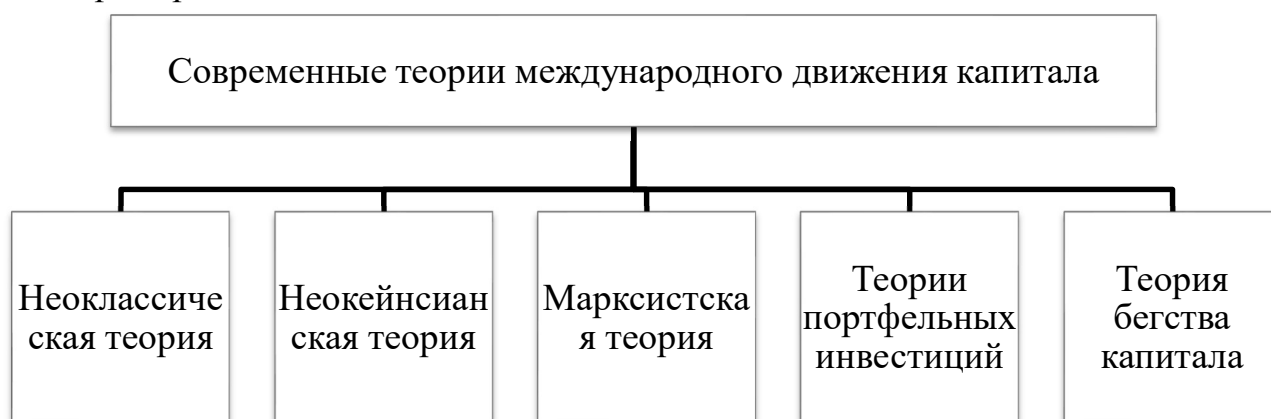 Современные теории международного движения капитала
Неоклассиче
ская теория
Неокейнсиан
ская теория
Марксистска
я теория
Теории
портфельных
инвестиций
Теория
бегства
капитала